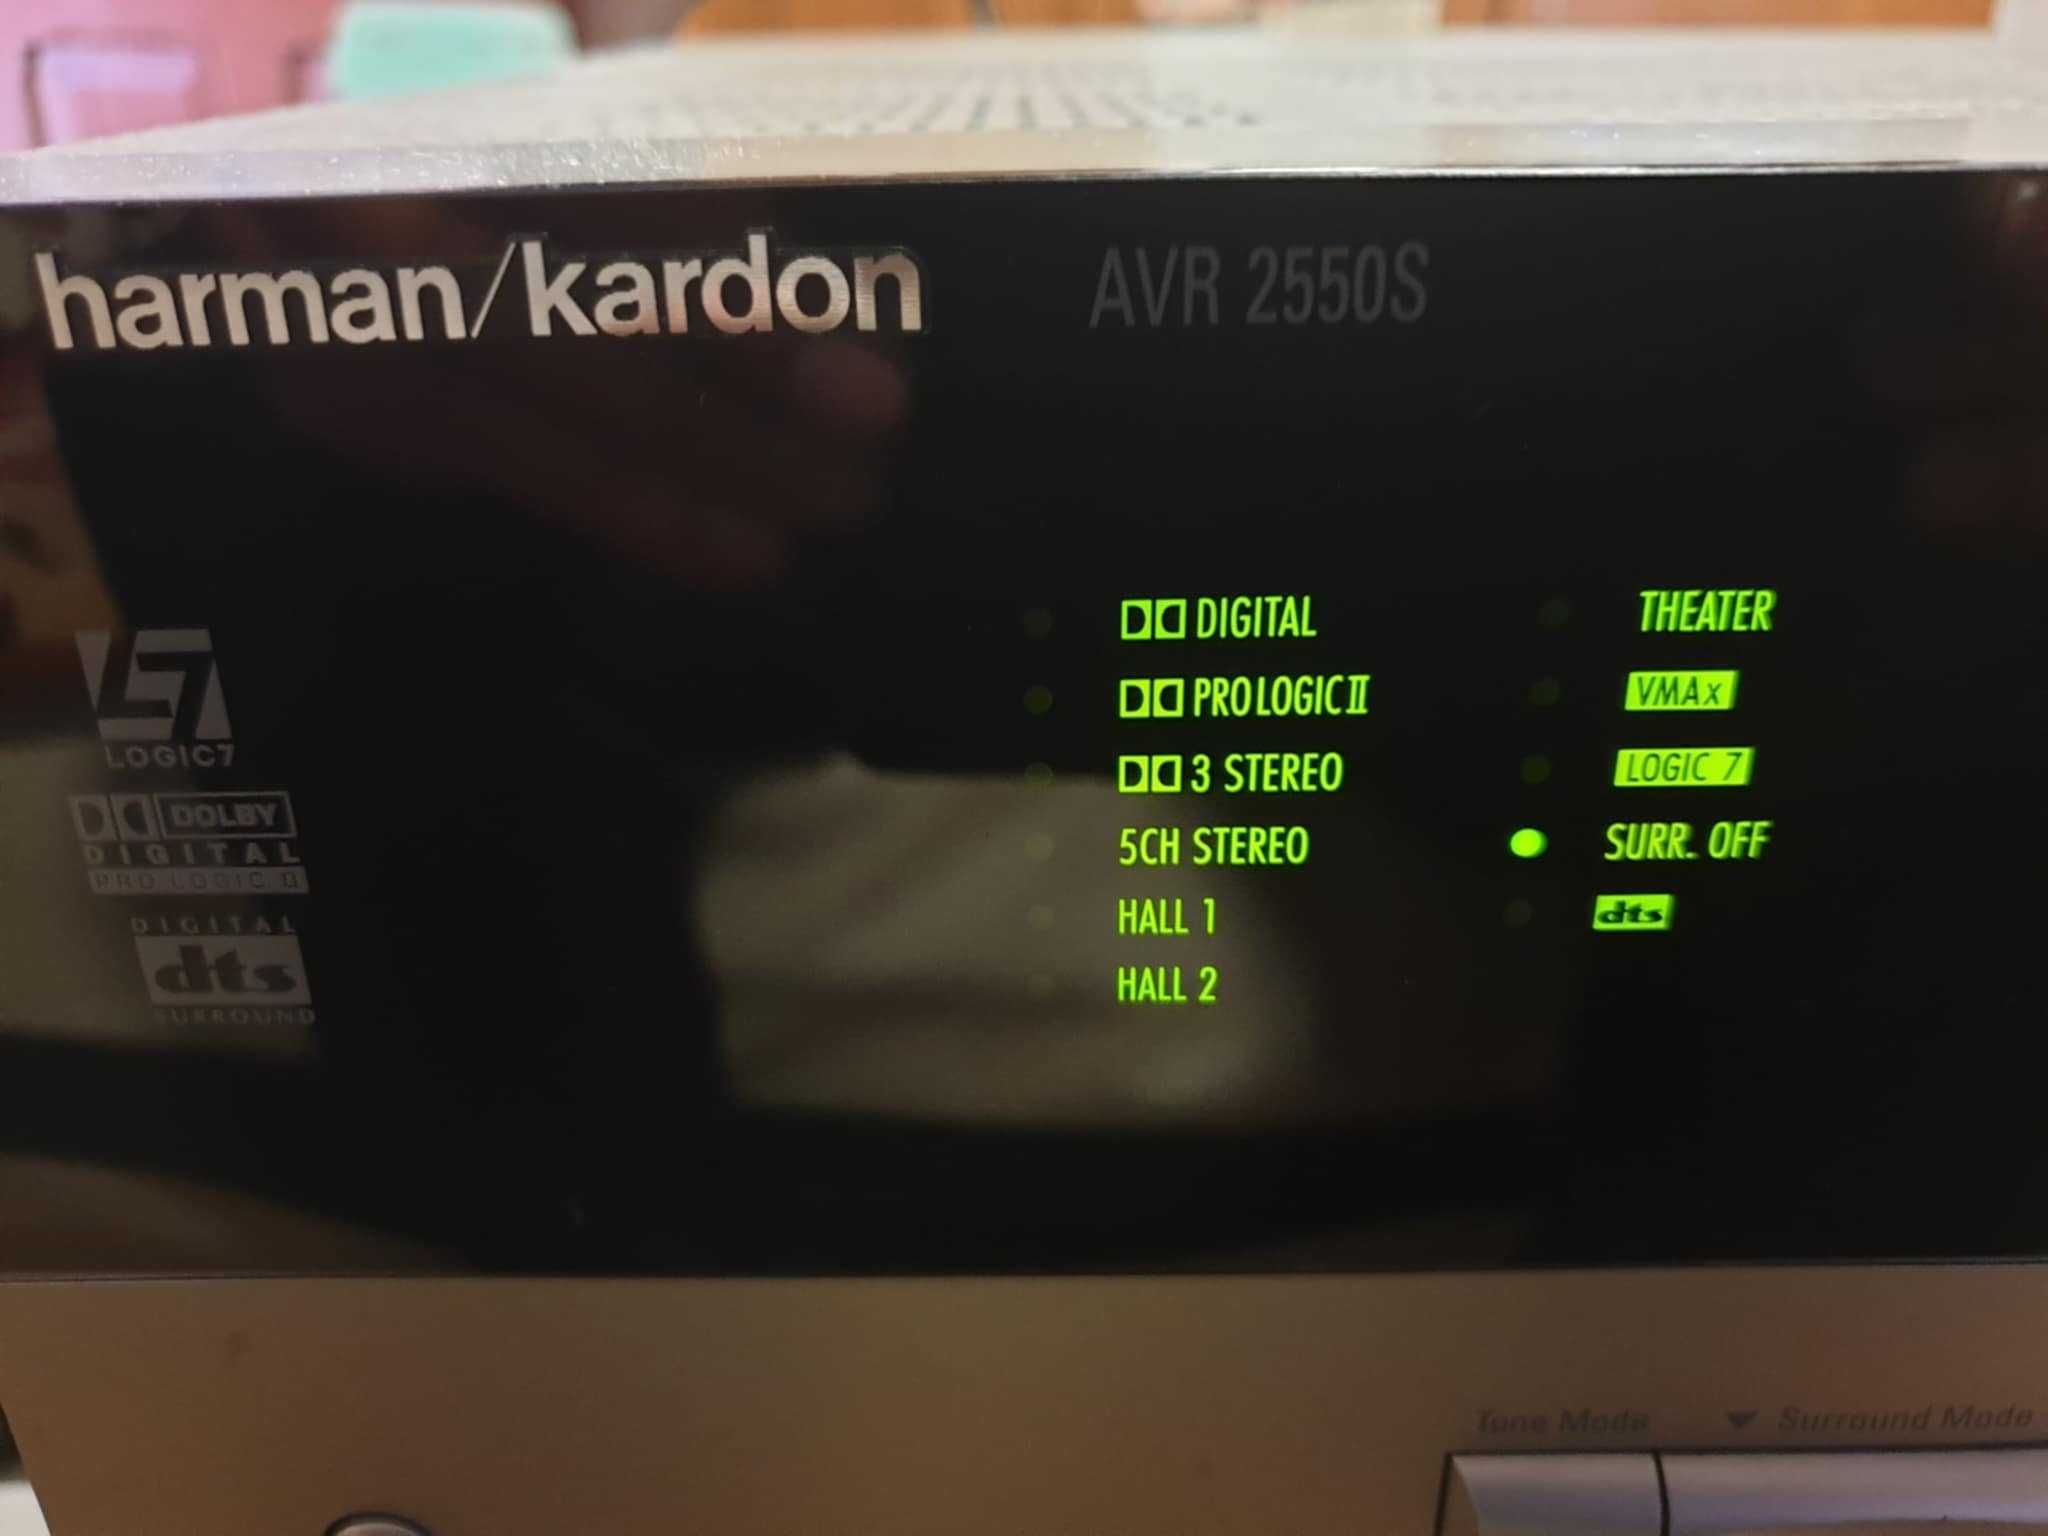 harman/kardon AVR 2550S
DIGITAL THEATER
PRO LOGIC II VMAx
3 STEREO LOGIC 7
5CH STEREO SURR. OFF
HALL 1 dts
HALL 2
LOGIC7
DOLBY
DIGITAL
PRO LOGIC II
DIGITAL
dts
SURROUND
Tone Mode ▼ Surround Mode